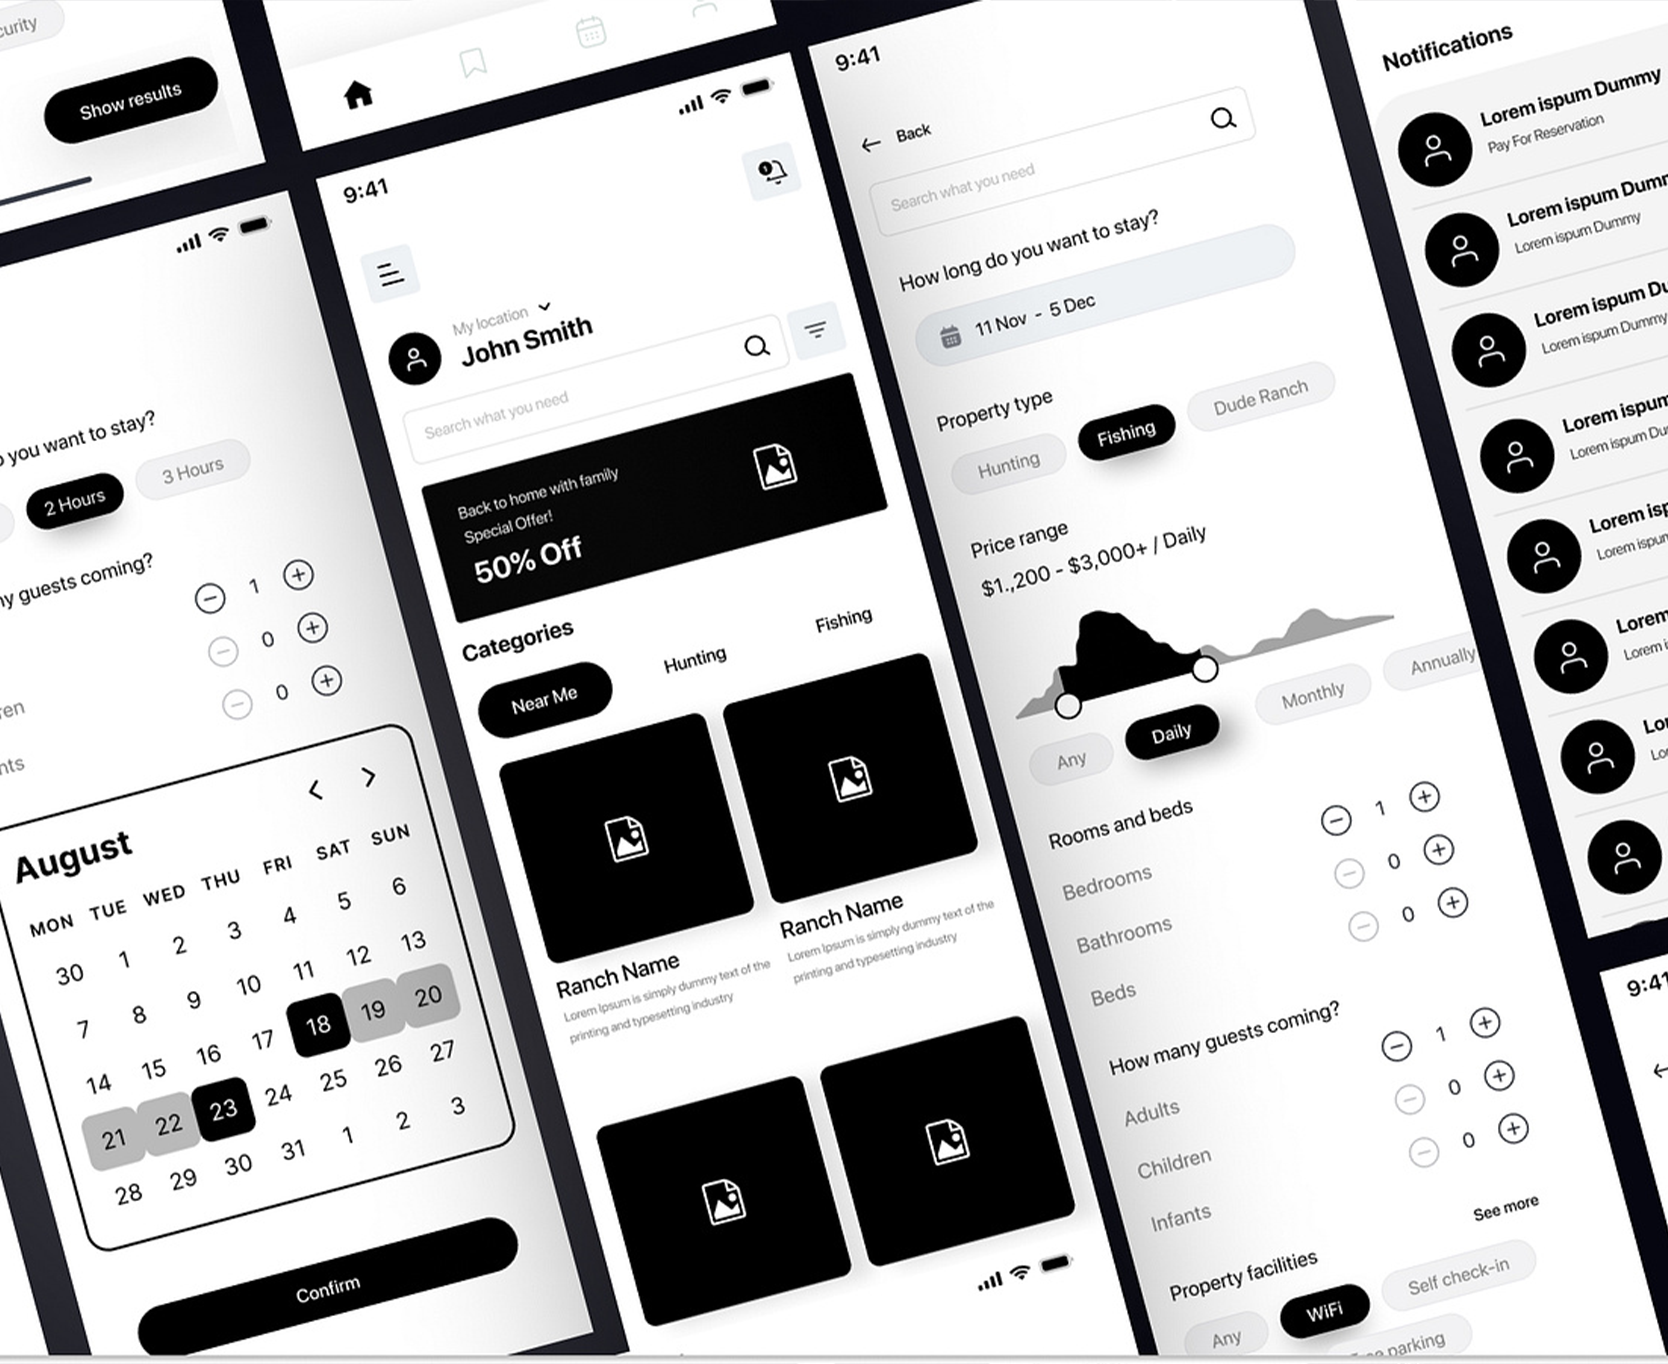 curity
Show results
9:41
My location
John Smith
Search what you need
Back to home with family
Special Offer!
50% Off
Categories
Near Me
Hunting
Fishing
Ranch Name
Lorem Ipsum is simply dummy text of the
printing and typesetting industry
Ranch Name
Lorem Ipsum is simply dummy text of the
printing and typesetting industry
you want to stay?
2 Hours
3 Hours
guests coming?
1
0
ren
0
nts
August
MON TUE WED THU FRI SAT SUN
30 1 2 3 4 5 6
7 8 9 10 11 12 13
14 15 16 17 18 19 20
21 22 23 24 25 26 27
28 29 30 31 1 2 3
Confirm
9:41
Back
Search what you need
How long do you want to stay?
11 Nov - 5 Dec
Property type
Hunting
Fishing
Dude Ranch
Price range
$1.,200 - $3,000+ / Daily
Any
Daily
Monthly
Annually
Rooms and beds
Bedrooms
1
Bathrooms
0
Beds
0
How many guests coming?
Adults
1
Children
0
Infants
0
See more
Property facilities
Any
WiFi
Self check-in
parking
Notifications
Lorem ispum Dummy
Pay For Reservation
Lorem ispum Dumm
Lorem ispum Dummy
Lorem ispum Du
Lorem ispum Dummy
Lorem ispum
Lorem ispum Du
Lorem isp
Lorem ispum
Lorem
Lorem i
Lor
Lo
9:41